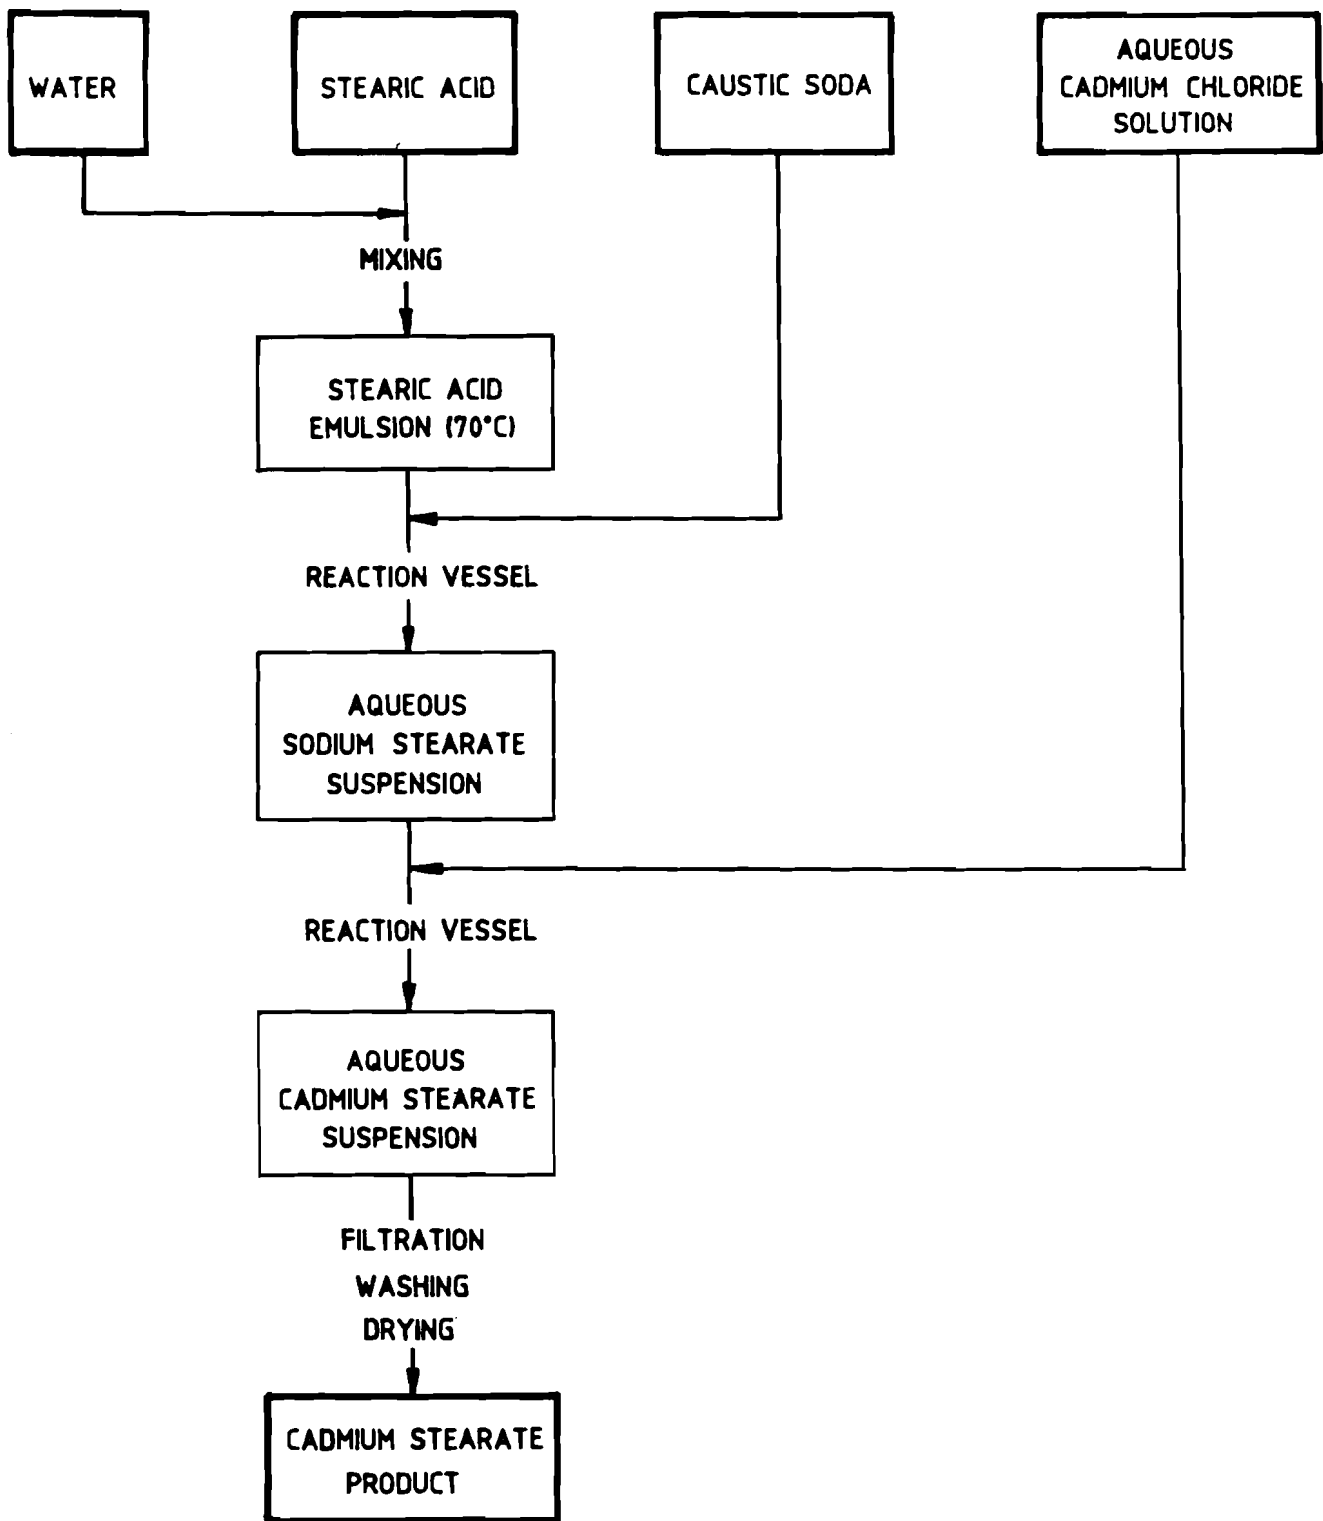 WATER
STEARIC ACID
CAUSTIC SODA
AQUEOUS
CADMIUM CHLORIDE
SOLUTION
MIXING
STEARIC ACID
EMULSION (70°C)
REACTION VESSEL
AQUEOUS
SODIUM STEARATE
SUSPENSION
REACTION VESSEL
AQUEOUS
CADMIUM STEARATE
SUSPENSION
FILTRATION
WASHING
DRYING
CADMIUM STEARATE
PRODUCT